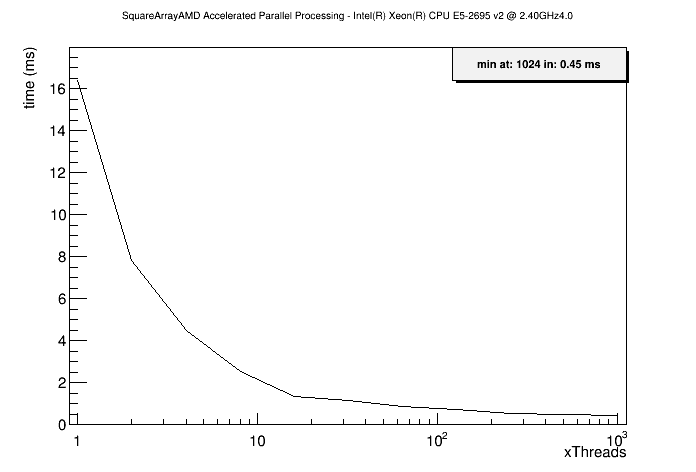 SquareArrayAMD Accelerated Parallel Processing - Intel(R) Xeon(R) CPU E5-2695 v2 @ 2.40GHz4.0
time (ms)
min at: 1024 in: 0.45 ms
16
14
12
10
8
6
4
2
0
1 10 10² 10³
xThreads